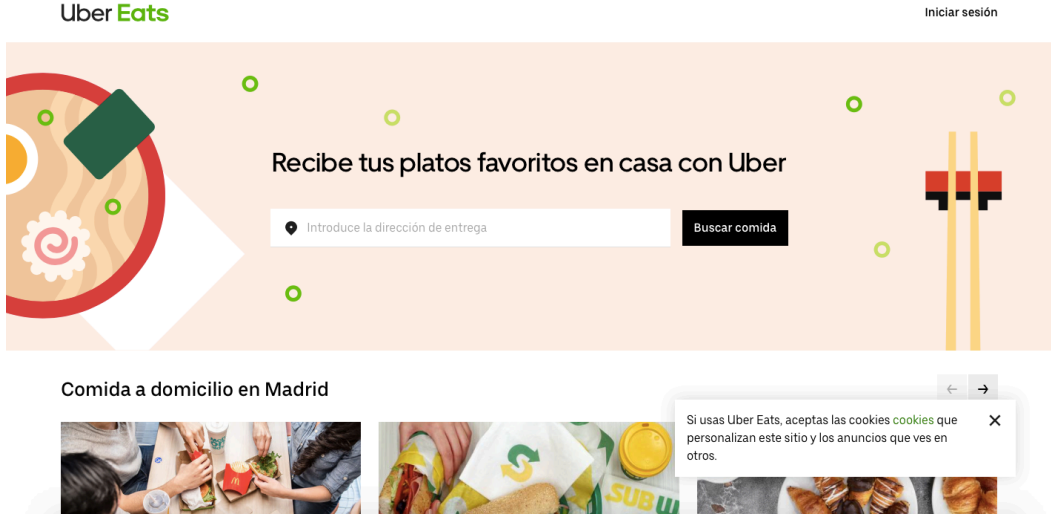 Uber Eats
Iniciar sesión
Recibe tus platos favoritos en casa con Uber
Introduce la dirección de entrega
Buscar comida
Comida a domicilio en Madrid
Si usas Uber Eats, aceptas las cookies cookies que
personalizan este sitio y los anuncios que ves en
otros.